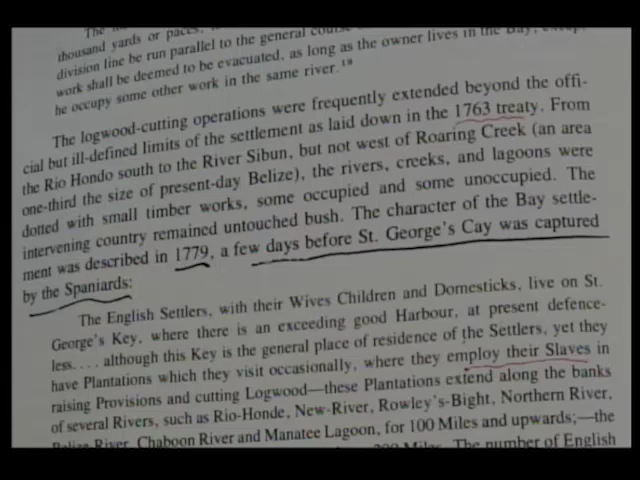 thousand yards or paces,
division line be run parallel to the general course
work shall be deemed to be evacuated, as long as the owner lives in the Bay, except
he occupy some other work in the same river.¹⁸
The logwood-cutting operations were frequently extended beyond the offi-
cial but ill-defined limits of the settlement as laid down in the 1763 treaty. From
the Rio Hondo south to the River Sibun, but not west of Roaring Creek (an area
one-third the size of present-day Belize), the rivers, creeks, and lagoons were
dotted with small timber works, some occupied and some unoccupied. The
intervening country remained untouched bush. The character of the Bay settle-
ment was described in 1779, a few days before St. George's Cay was captured
by the Spaniards:
The English Settlers, with their Wives Children and Domesticks, live on St.
George's Key, where there is an exceeding good Harbour, at present defence-
less.... although this Key is the general place of residence of the Settlers, yet they
have Plantations which they visit occasionally, where they employ their Slaves in
raising Provisions and cutting Logwood—these Plantations extend along the banks
of several Rivers, such as Rio-Honde, New-River, Rowley's-Bight, Northern River,
Belize-River, Chaboon River and Manatee Lagoon, for 100 Miles and upwards;—the
Miles. The number of English